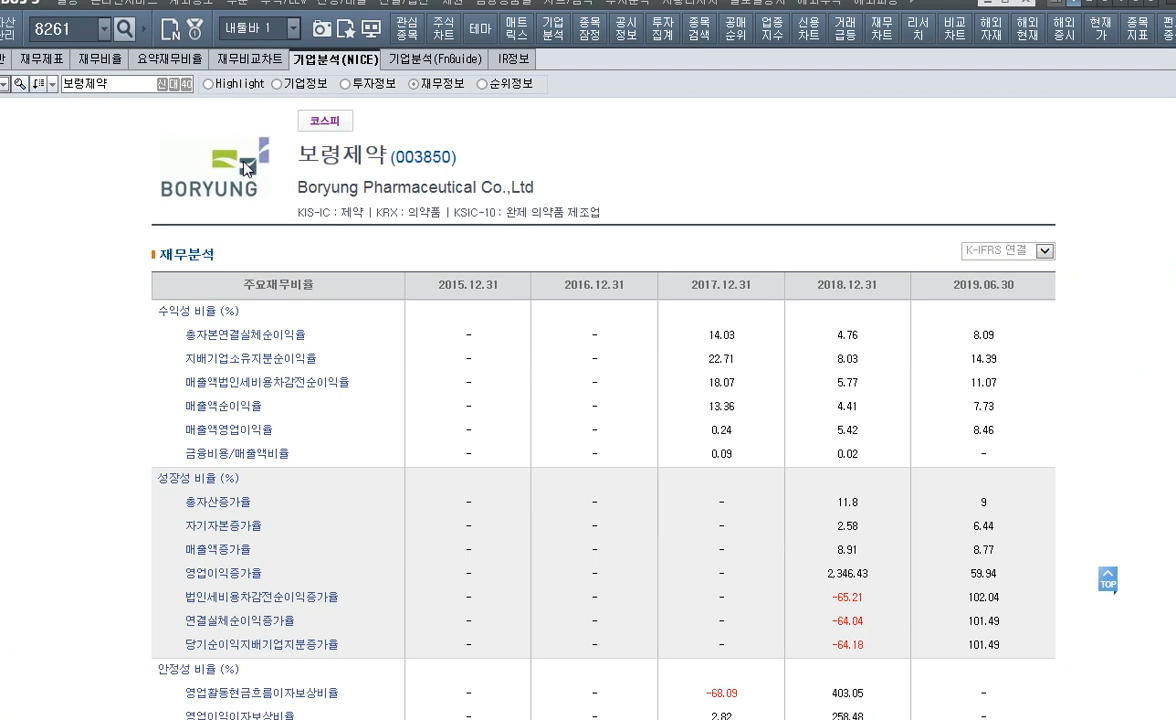 8261 내툴바 1 관심종목 주식차트 테마 매트릭스 기업분석 종목잠정 공시정보 투자집계 종목검색 공매순위 업종지수 신용차트 거래급등 재무차트 리서치 비교차트 해외자재 해외현재 해외증시 현재가 종목지표
재무제표 재무비율 요약재무비율 재무비교차트 기업분석(NICE) 기업분석(FnGuide) IR정보
보령제약 신 대 40 Highlight 기업정보 투자정보 재무정보 순위정보
코스피
보령제약 (003850)
BORYUNG
Boryung Pharmaceutical Co.,Ltd
KIS-IC : 제약 | KRX : 의약품 | KSIC-10 : 완제 의약품 제조업
재무분석 K-IFRS 연결
주요재무비율 2015.12.31 2016.12.31 2017.12.31 2018.12.31 2019.06.30
수익성 비율 (%)
총자본연결실체순이익율 - - 14.03 4.76 8.09
지배기업소유지분순이익율 - - 22.71 8.03 14.39
매출액법인세비용차감전순이익율 - - 18.07 5.77 11.07
매출액순이익율 - - 13.36 4.41 7.73
매출액영업이익율 - - 0.24 5.42 8.46
금융비용/매출액비율 - - 0.09 0.02 -
성장성 비율 (%)
총자산증가율 - - - 11.8 9
자기자본증가율 - - - 2.58 6.44
매출액증가율 - - - 8.91 8.77
영업이익증가율 - - - 2,346.43 59.94
법인세비용차감전순이익증가율 - - - -65.21 102.04
연결실체순이익증가율 - - - -64.04 101.49
당기순이익지배기업지분증가율 - - - -64.18 101.49
TOP
안정성 비율 (%)
영업활동현금흐름이자보상비율 - - -68.09 403.05 -
영업이익이자보상비율 - - 2.82 258.48 -